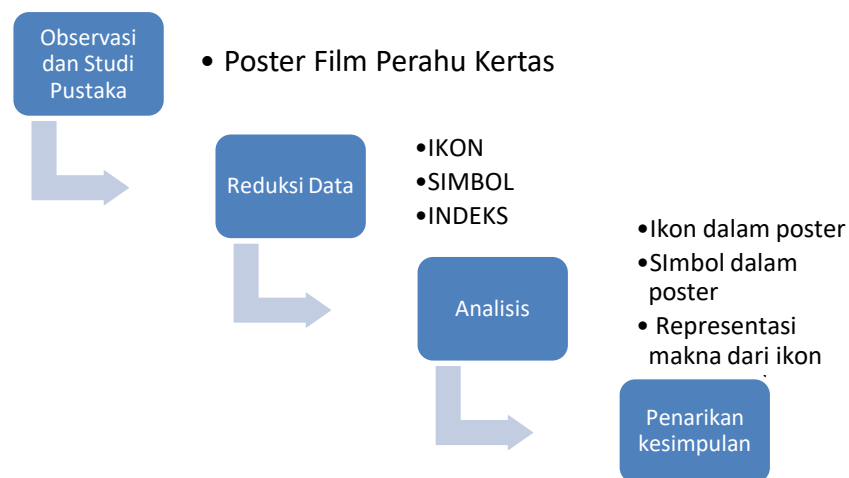 Observasi
dan Studi
Pustaka
• Poster Film Perahu Kertas
Reduksi Data
•IKON
•SIMBOL
•INDEKS
Analisis
•Ikon dalam poster
•SImbol dalam
poster
• Representasi
makna dari ikon
Penarikan
kesimpulan